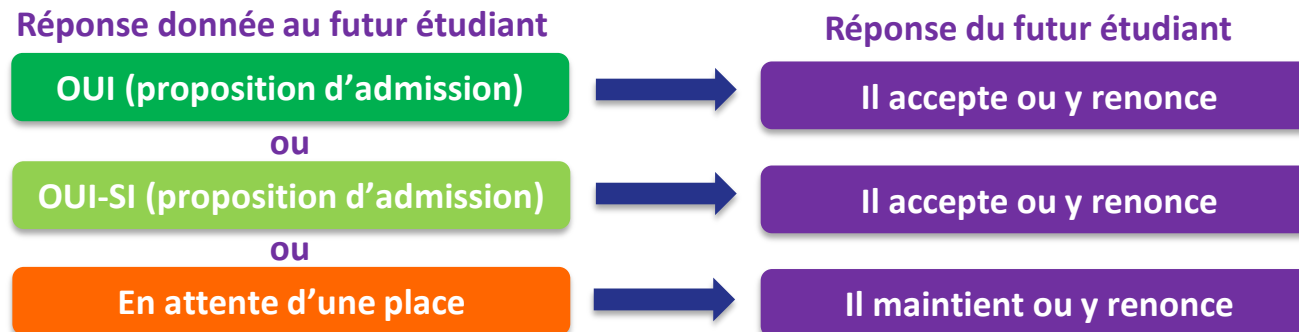 Réponse donnée au futur étudiant
Réponse du futur étudiant
OUI (proposition d’admission)
Il accepte ou y renonce
ou
OUI-SI (proposition d’admission)
Il accepte ou y renonce
ou
En attente d’une place
Il maintient ou y renonce